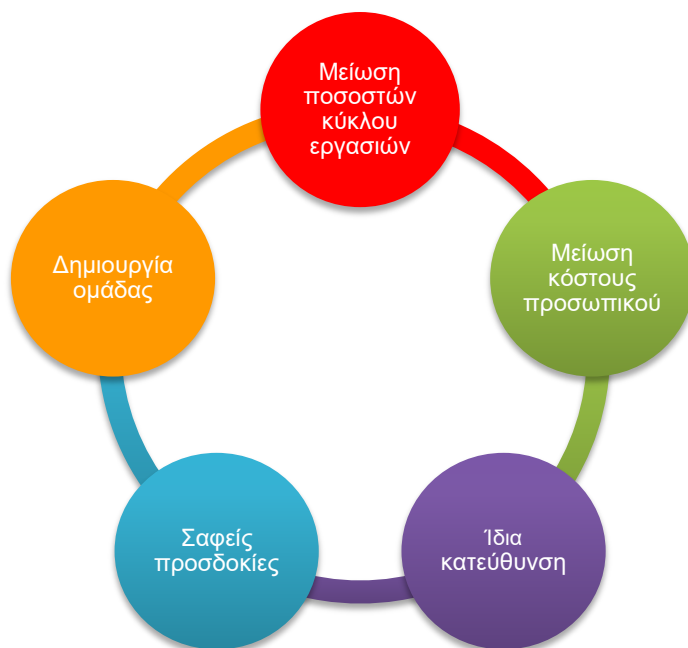 Μείωση
ποσοστών
κύκλου
εργασιών
Μείωση
κόστους
προσωπικού
Ίδια
κατεύθυνση
Σαφείς
προσδοκίες
Δημιουργία
ομάδας